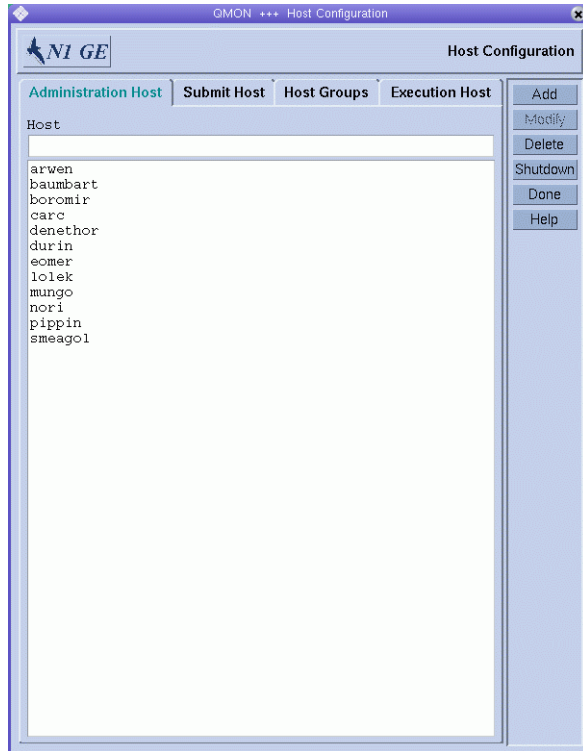 QMON +++ Host Configuration
N1 GE
Host Configuration
Administration Host
Submit Host
Host Groups
Execution Host
Host
arwen
baumbart
boromir
carc
denethor
durin
eomer
lolek
mungo
nori
pippin
smeagol
Add
Modify
Delete
Shutdown
Done
Help